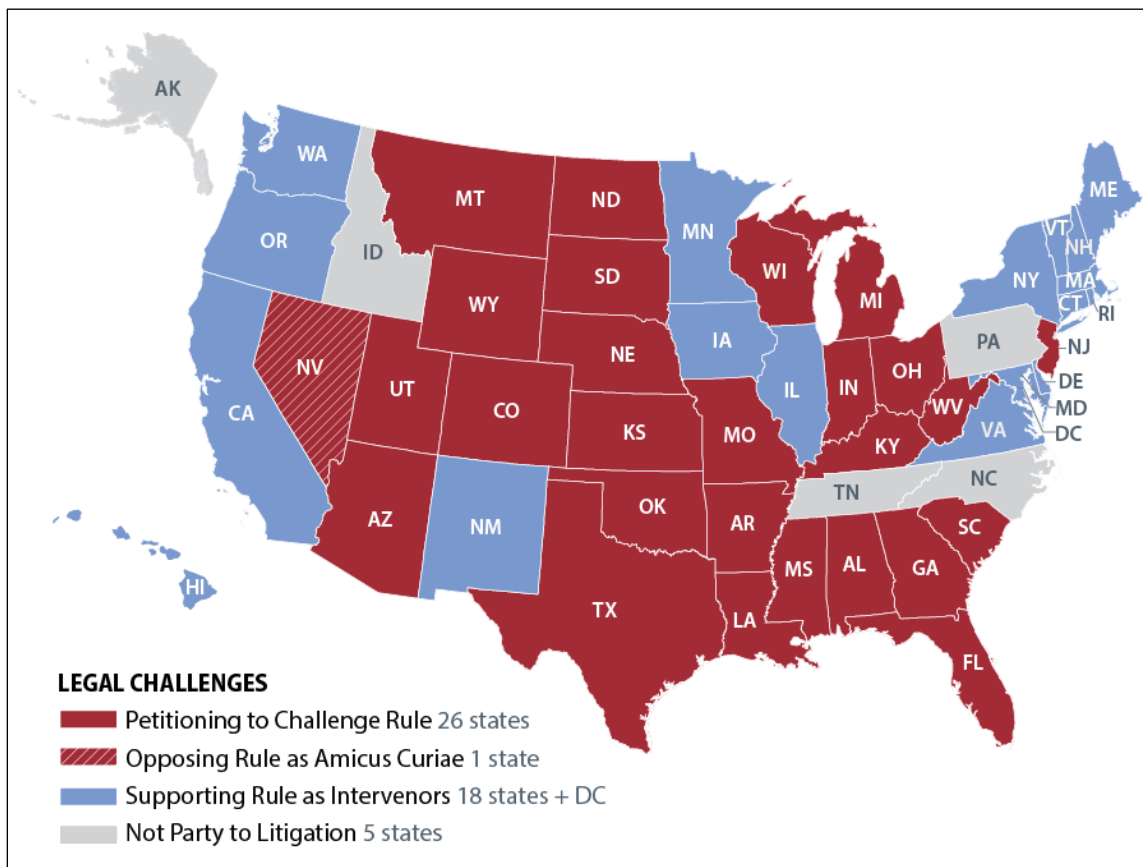 AK
WA
MT
ND
MN
ME
VT
NH
OR
ID
SD
WI
MI
NY
MA
CT
RI
WY
NE
IA
PA
NJ
NV
UT
CO
IL
IN
OH
DE
CA
KS
MO
WV
MD
KY
VA
DC
AZ
NM
OK
TN
NC
AR
SC
HI
MS
AL
GA
TX
LA
FL
LEGAL CHALLENGES
Petitioning to Challenge Rule 26 states
Opposing Rule as Amicus Curiae 1 state
Supporting Rule as Intervenors 18 states + DC
Not Party to Litigation 5 states